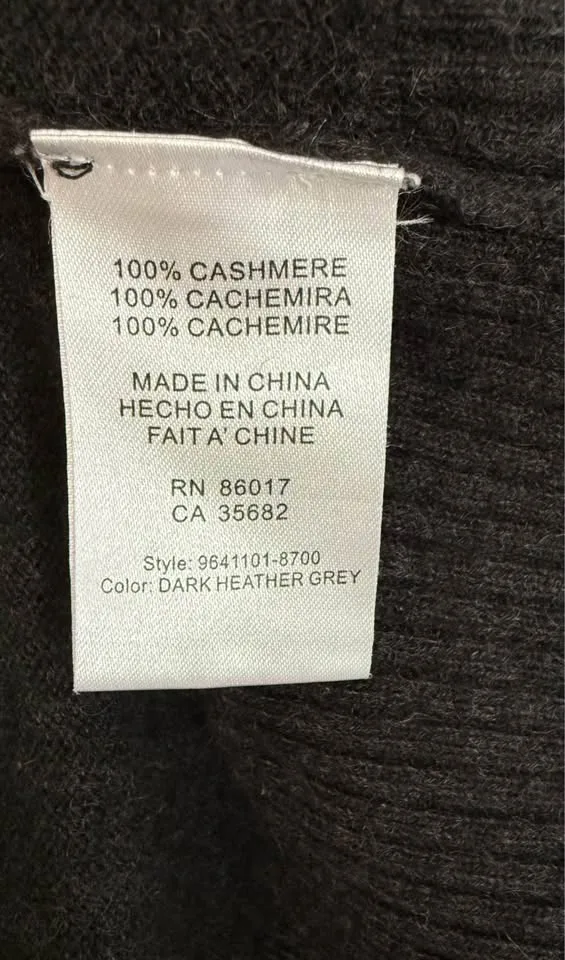 100% CASHMERE
100% CACHEMIRA
100% CACHEMIRE
MADE IN CHINA
HECHO EN CHINA
FAIT A' CHINE
RN 86017
CA 35682
Style: 9641101-8700
Color: DARK HEATHER GREY